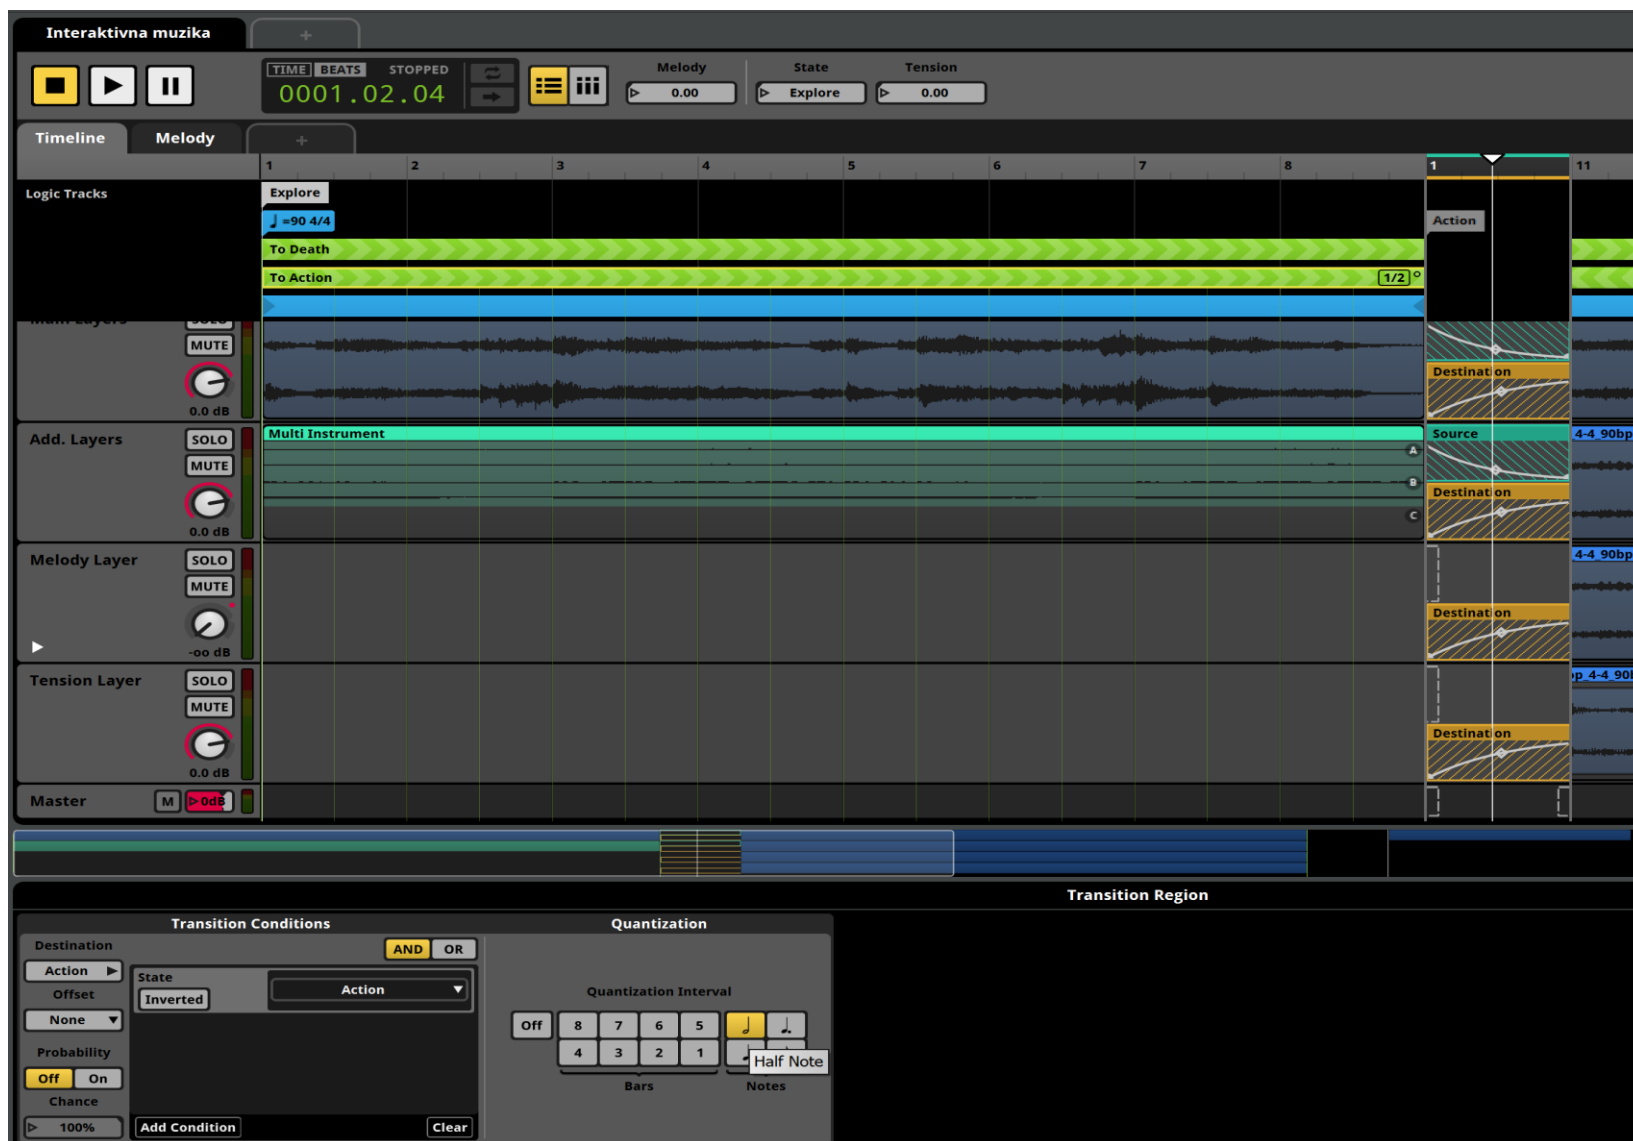 Interaktivna muzika +
TIME BEATS STOPPED
0001.02.04
Melody State Tension
0.00 Explore 0.00
Timeline Melody +
1 2 3 4 5 6 7 8 1 11
Logic Tracks
Explore
=90 4/4
Action
To Death
To Action 1/2
MUTE
0.0 dB
Destination
Add. Layers SOLO
MUTE
0.0 dB
Multi Instrument
A
B
C
Source
Destination
4-4_90bp
Melody Layer SOLO
MUTE
-oo dB
Destination
4-4_90bp
Tension Layer SOLO
MUTE
0.0 dB
Destination
Master M 0dB
Transition Region
Transition Conditions
Destination
Action
Offset
None
Probability
Off On
Chance
100%
AND OR
State
Inverted
Action
Add Condition Clear
Quantization
Quantization Interval
Off 8 7 6 5
4 3 2 1
Half Note
Bars Notes